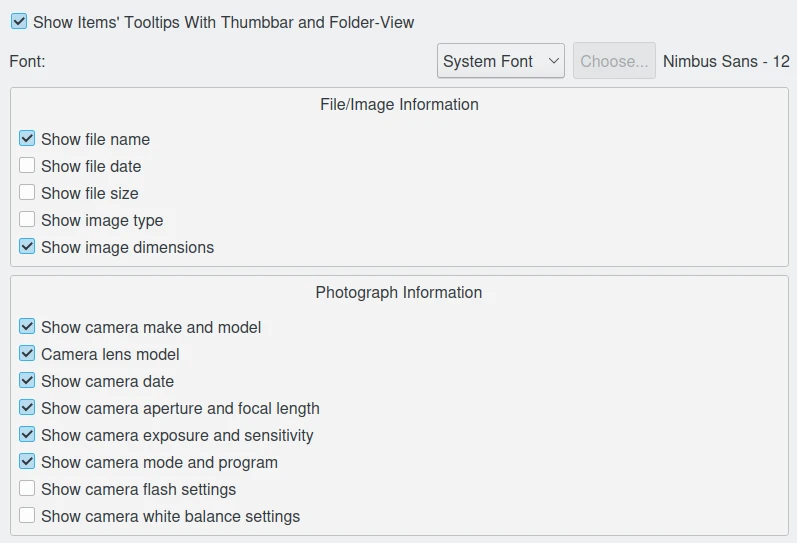 Show Items' Tooltips With Thumbbar and Folder-View
Font: System Font Choose... Nimbus Sans - 12
File/Image Information
Show file name
Show file date
Show file size
Show image type
Show image dimensions
Photograph Information
Show camera make and model
Camera lens model
Show camera date
Show camera aperture and focal length
Show camera exposure and sensitivity
Show camera mode and program
Show camera flash settings
Show camera white balance settings